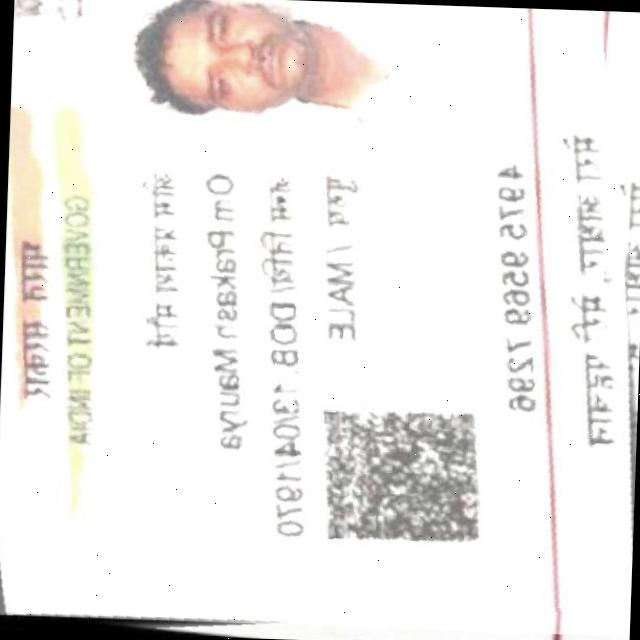 भारत सरकार
GOVERNMENT OF INDIA
ओम प्रकाश मौर्य
Om Prakash Maurya
जन्म तिथि/ DOB: 13/04/1970
पुरुष / MALE
4975 9569 7296
मेरा आधार, मेरी पहचान